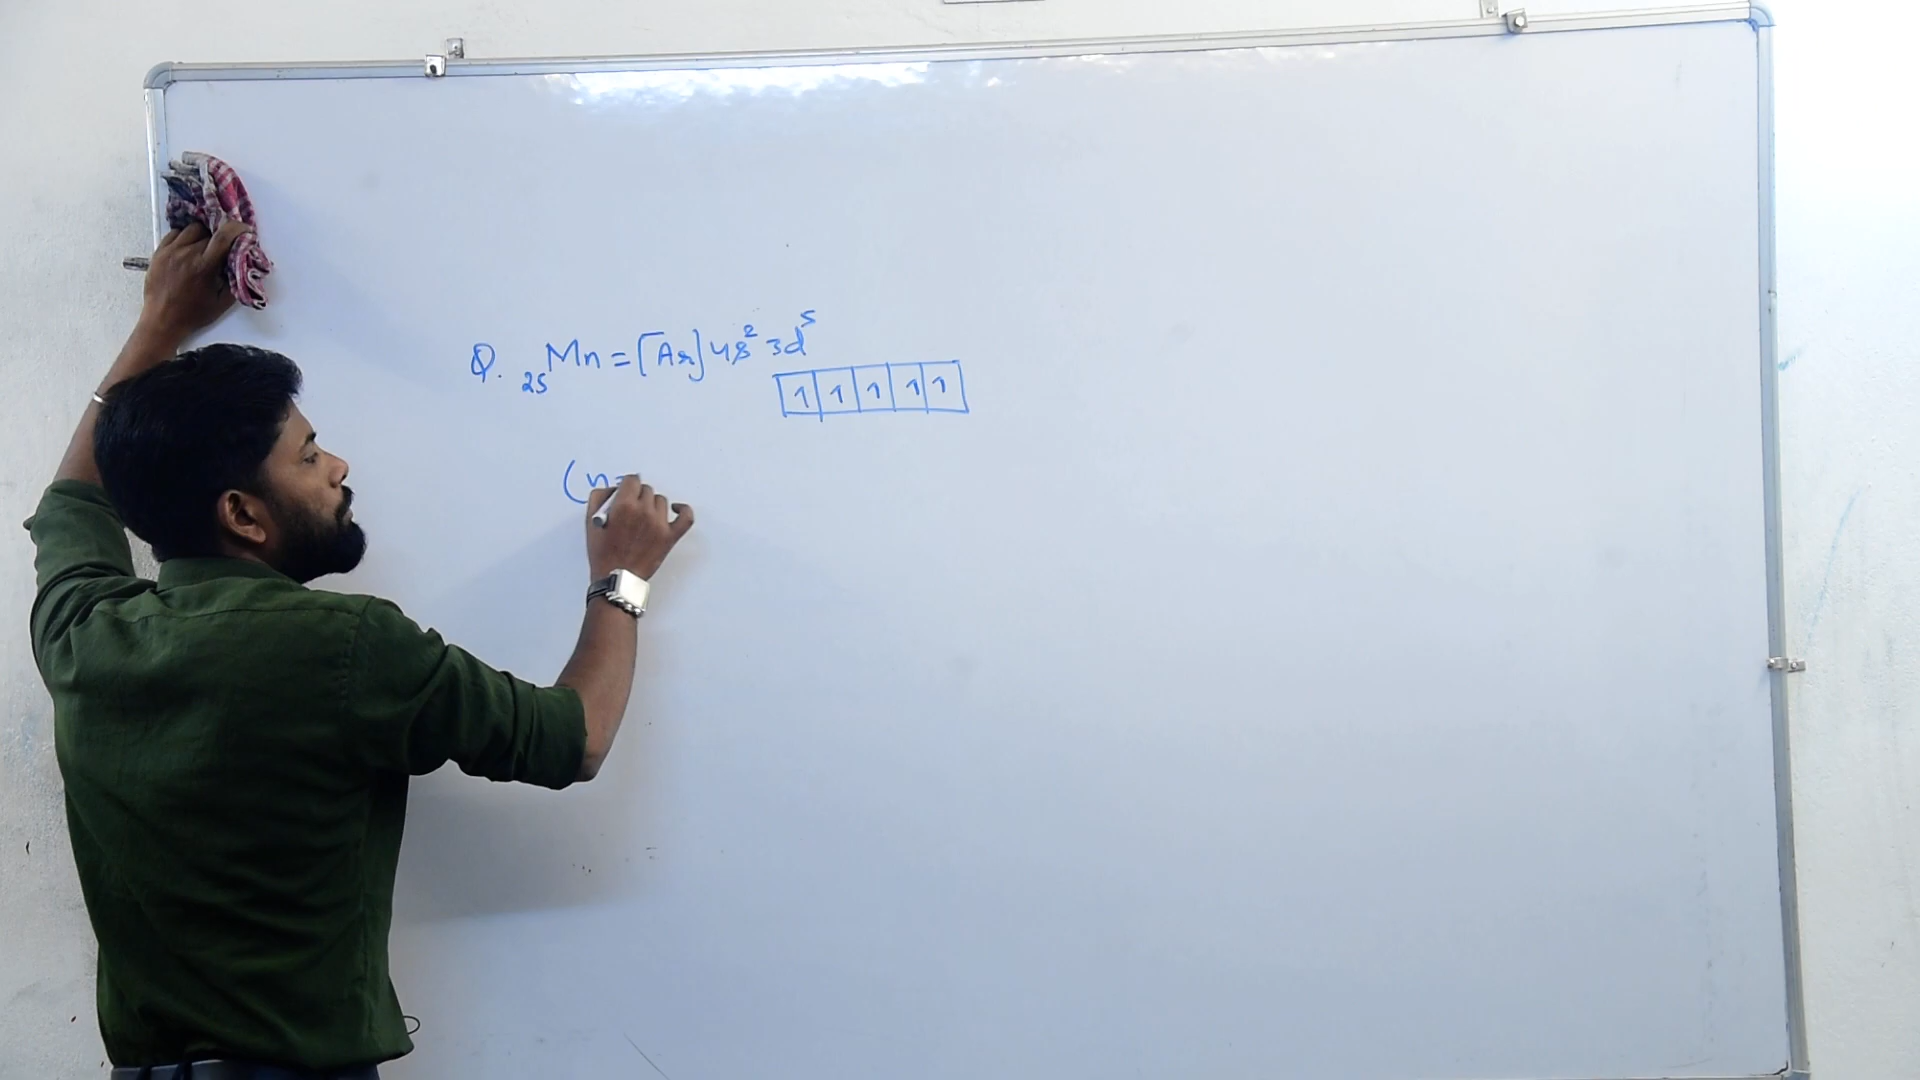 Q. ₂₅Mn = [Ar] 4s² 3d⁵
1 1 1 1 1
(n=